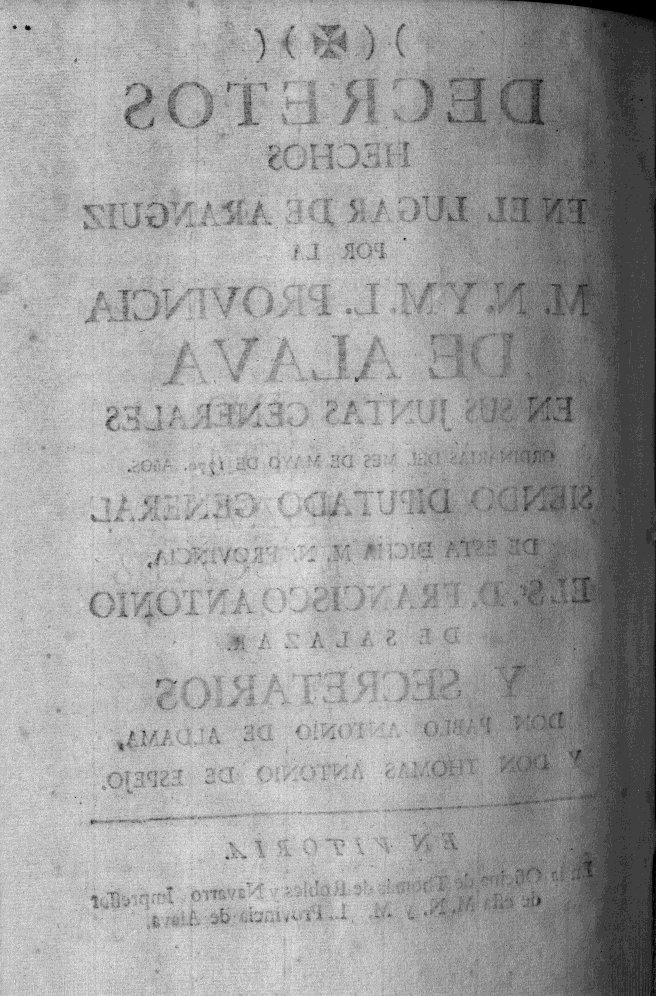 DECRETOS
HECHOS
EN EL LUGAR DE ARANGUIZ
POR LA
M. N. Y M. L. PROVINCIA
DE ALAVA
EN SUS JUNTAS GENERALES
ORDINARIAS DEL MES DE MAYO DE AÑOS.
SIENDO DIPUTADO GENERAL
DE ESTA DICHA M. N. PROVINCIA,
EL Sr. D. FRANCISCO ANTONIO
DE SALAZAR.
Y SECRETARIOS
DON PABLO ANTONIO DE ALDAMA,
Y DON THOMAS ANTONIO DE ESPEJO.
EN VITORIA.
En la Oficina de Thomás de Robles y Navarro, Impressor
de esta M. N. y M. L. Provincia de Alava.